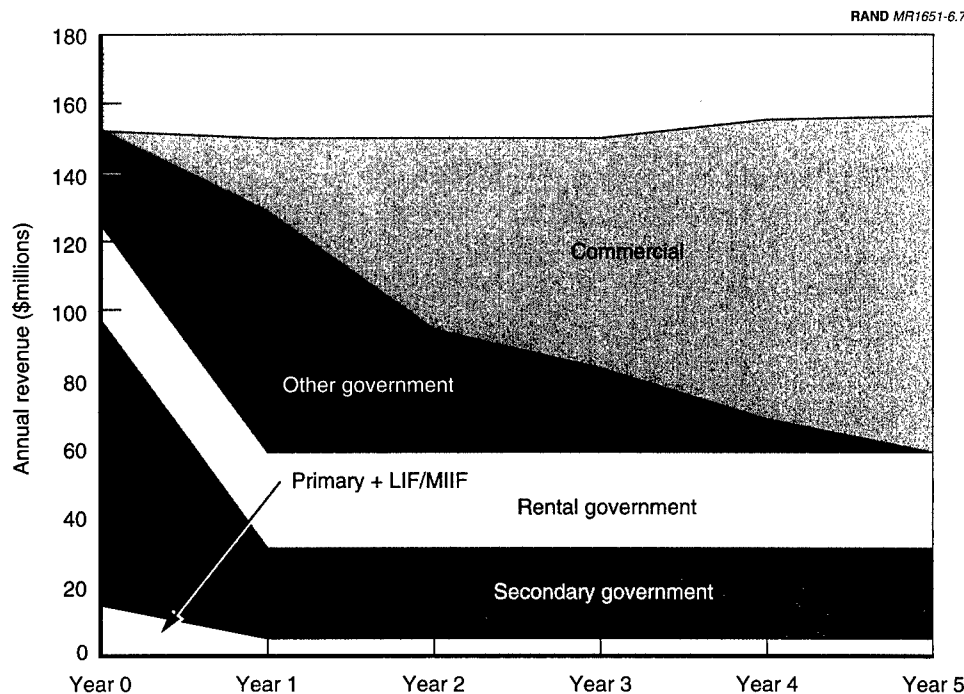 RAND MR1651-6.7
180
160
140
120
100
80
60
40
20
0
Annual revenue ($millions)
Commercial
Other government
Primary + LIF/MIIF
Rental government
Secondary government
Year 0
Year 1
Year 2
Year 3
Year 4
Year 5